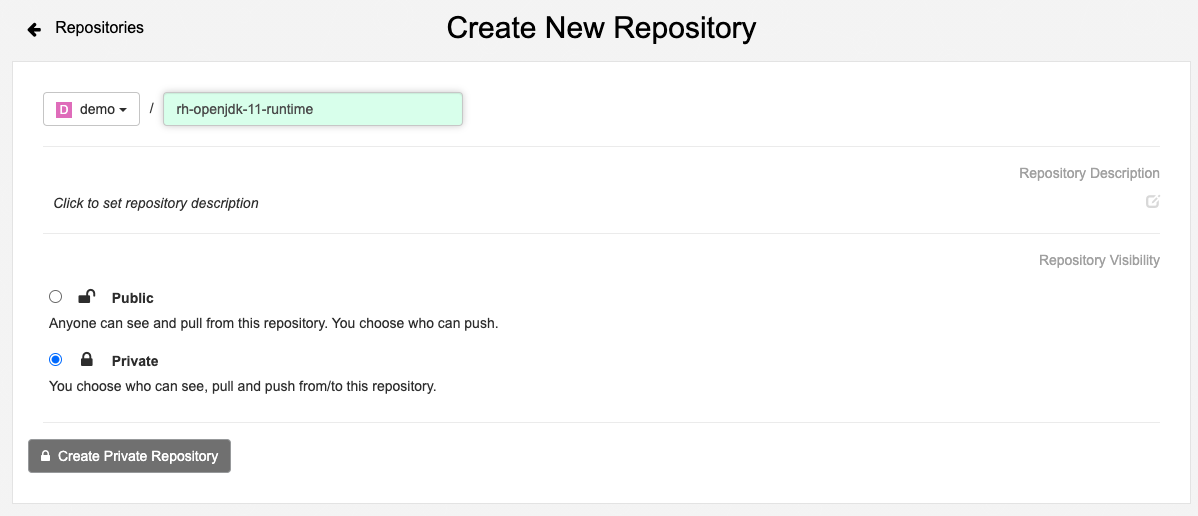 Repositories
Create New Repository
D demo / rh-openjdk-11-runtime
Repository Description
Click to set repository description
Repository Visibility
Public
Anyone can see and pull from this repository. You choose who can push.
Private
You choose who can see, pull and push from/to this repository.
Create Private Repository